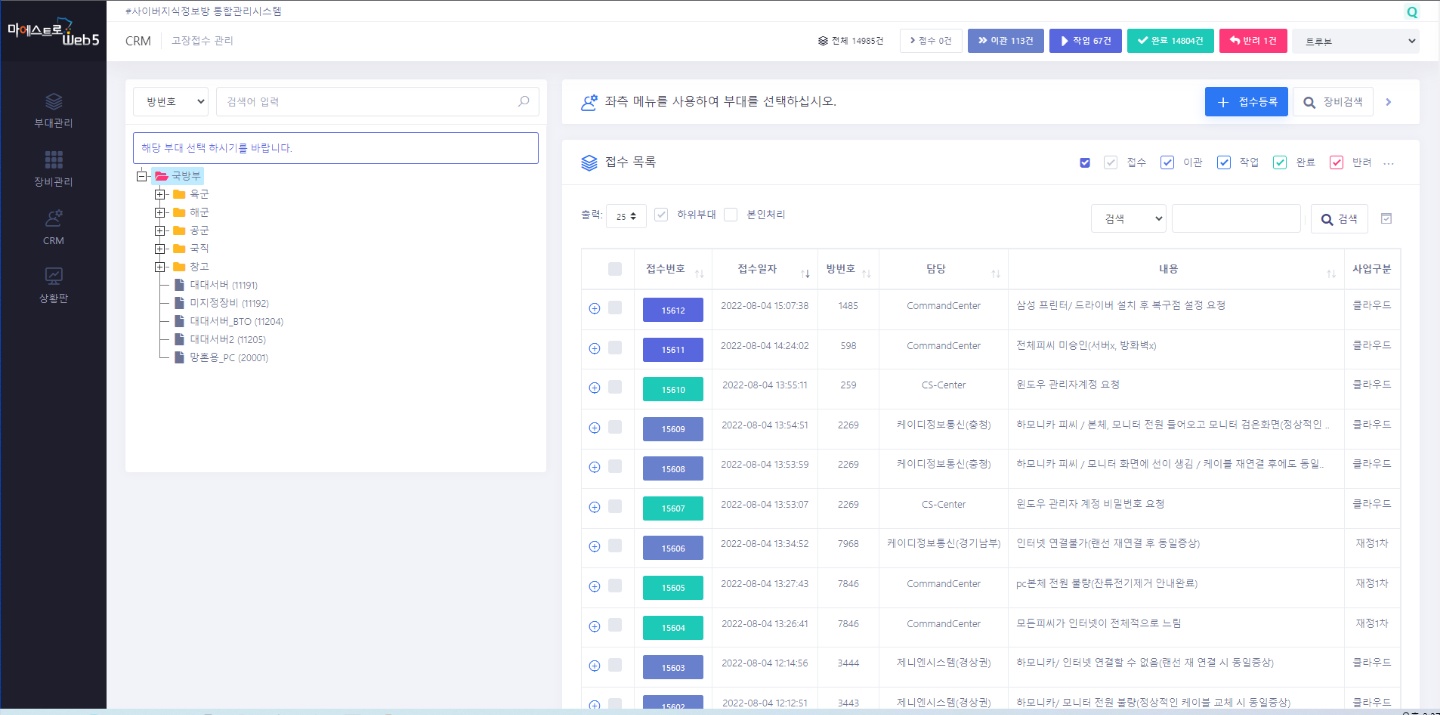 마에스트로
Web5
#사이버지식정보방 통합관리시스템
Q
CRM 고장접수 관리
전체 14985건
접수 0건
이관 113건
작업 67건
완료 14804건
반려 1건
트루보
부대관리
장비관리
CRM
상황판
방번호 검색어 입력
해당 부대 선택 하시기를 바랍니다.
국방부
육군
해군
공군
국직
창고
대대서버 (11191)
미지정장비 (11192)
대대서버_BTO (11204)
대대서버2 (11205)
망혼용_PC (20001)
좌측 메뉴를 사용하여 부대를 선택하십시오.
접수등록
장비검색
접수 목록
접수 이관 작업 완료 반려
출력: 25 하위부대 본인처리
검색 검색
접수번호 접수일자 방번호 담당 내용 사업구분
15612 2022-08-04 15:07:38 1485 CommandCenter 삼성 프린터/ 드라이버 설치 후 복구점 설정 요청 클라우드
15611 2022-08-04 14:24:02 598 CommandCenter 전체피씨 미승인(서버x, 방화벽x) 클라우드
15610 2022-08-04 13:55:11 259 CS-Center 윈도우 관리자계정 요청 클라우드
15609 2022-08-04 13:54:51 2269 케이디정보통신(충청) 하모니카 피씨 / 본체, 모니터 전원 들어오고 모니터 검은화면(정상적인 .. 클라우드
15608 2022-08-04 13:53:59 2269 케이디정보통신(충청) 하모니카 피씨 / 모니터 화면에 선이 생김 / 케이블 재연결 후에도 동일.. 클라우드
15607 2022-08-04 13:53:07 2269 CS-Center 윈도우 관리자 계정 비밀번호 요청 클라우드
15606 2022-08-04 13:34:52 7968 케이디정보통신(경기남부) 인터넷 연결불가(랜선 재연결 후 동일증상) 재정1차
15605 2022-08-04 13:27:43 7846 CommandCenter pc본체 전원 불량(잔류전기제거 안내완료) 재정1차
15604 2022-08-04 13:26:41 7846 CommandCenter 모든피씨가 인터넷이 전체적으로 느림 재정1차
15603 2022-08-04 12:14:56 3444 제니엔시스템(경상권) 하모니카/ 인터넷 연결할 수 없음(랜선 재 연결 시 동일증상) 클라우드
15602 2022-08-04 12:12:51 3443 제니엔시스템(경상권) 하모니카/ 모니터 전원 불량(정상적인 케이블 교체 시 동일증상) 클라우드